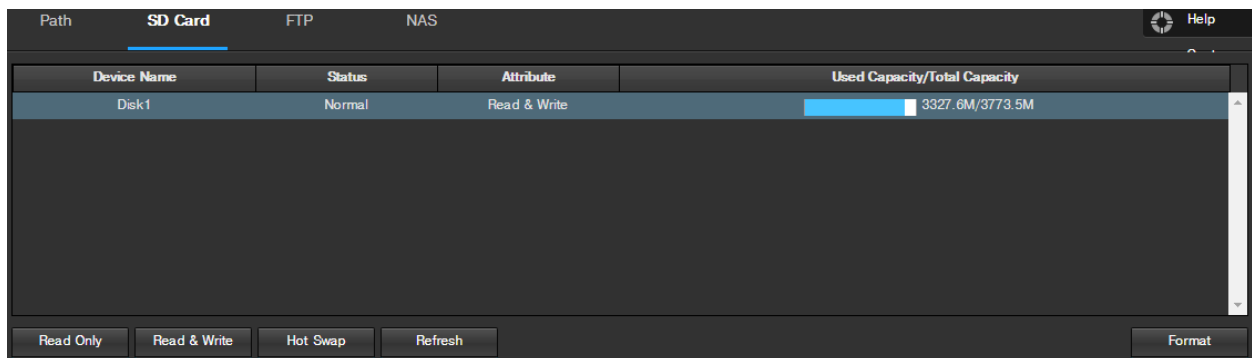 Path SD Card FTP NAS Help
Device Name Status Attribute Used Capacity/Total Capacity
Disk1 Normal Read & Write 3327.6M/3773.5M
Read Only Read & Write Hot Swap Refresh Format